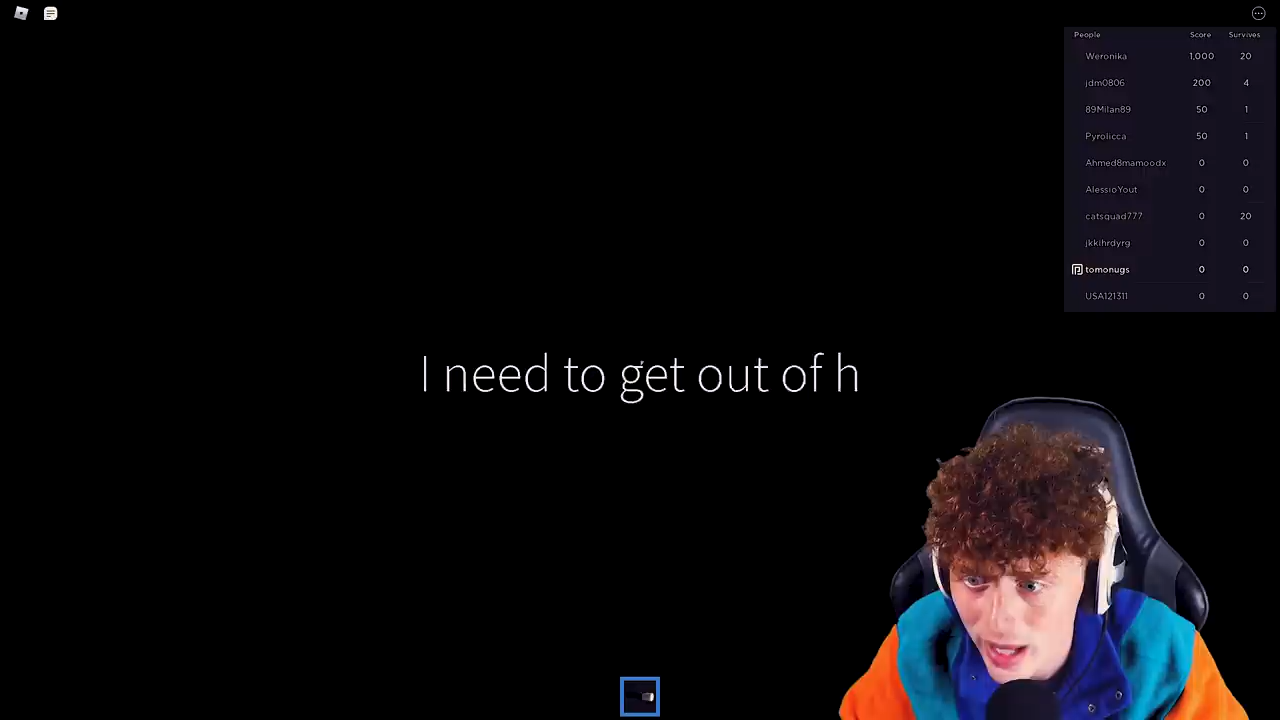 People Score Survives
Weronika 1,000 20
jdm0806 200 4
89Milan89 50 1
Pyrolicca 50 1
Ahmed8mamoodx 0 0
AlessioYout 0 0
catsquad777 0 20
jkkihrdyrg 0 0
tomonugs 0 0
USA121311 0 0
I need to get out of h